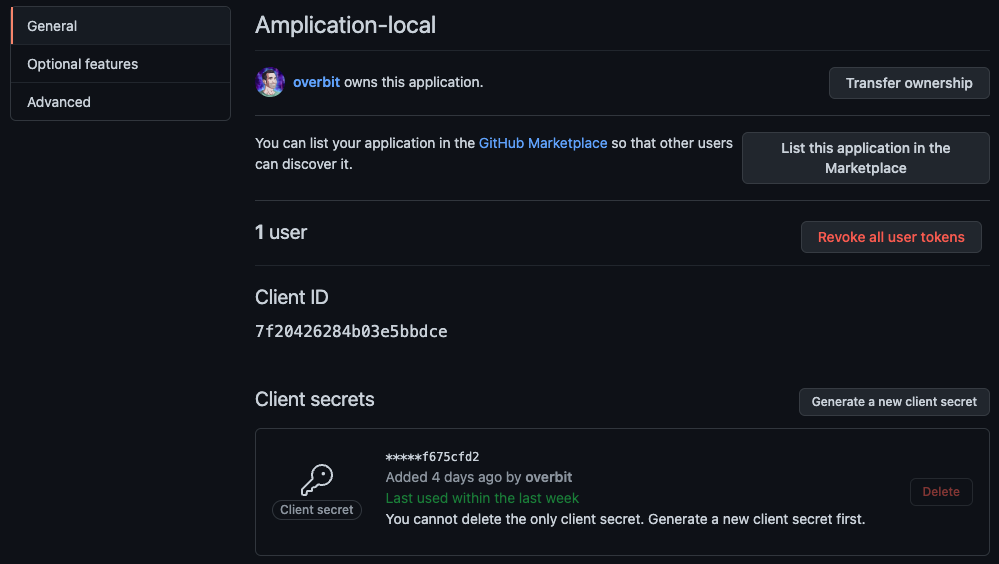 General
Optional features
Advanced
Amplication-local
overbit owns this application.
Transfer ownership
You can list your application in the GitHub Marketplace so that other users
can discover it.
List this application in the
Marketplace
1 user
Revoke all user tokens
Client ID
7f20426284b03e5bbdce
Client secrets
Generate a new client secret
Client secret
*****f675cfd2
Added 4 days ago by overbit
Last used within the last week
You cannot delete the only client secret. Generate a new client secret first.
Delete